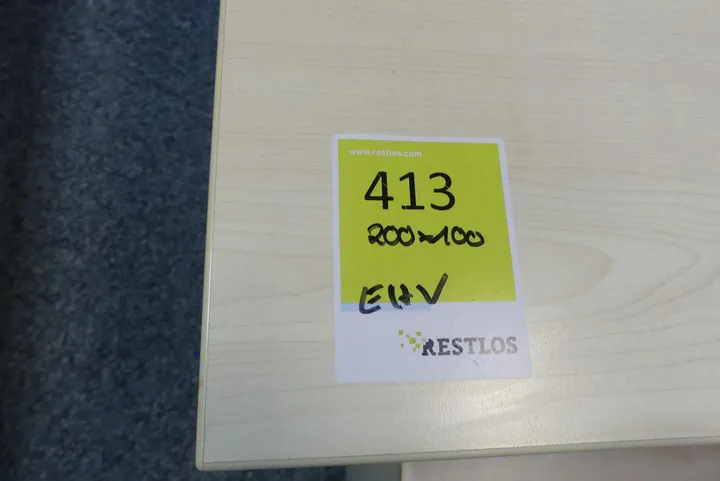 www.restlos.com
413
200x100
EHV
RESTLOS